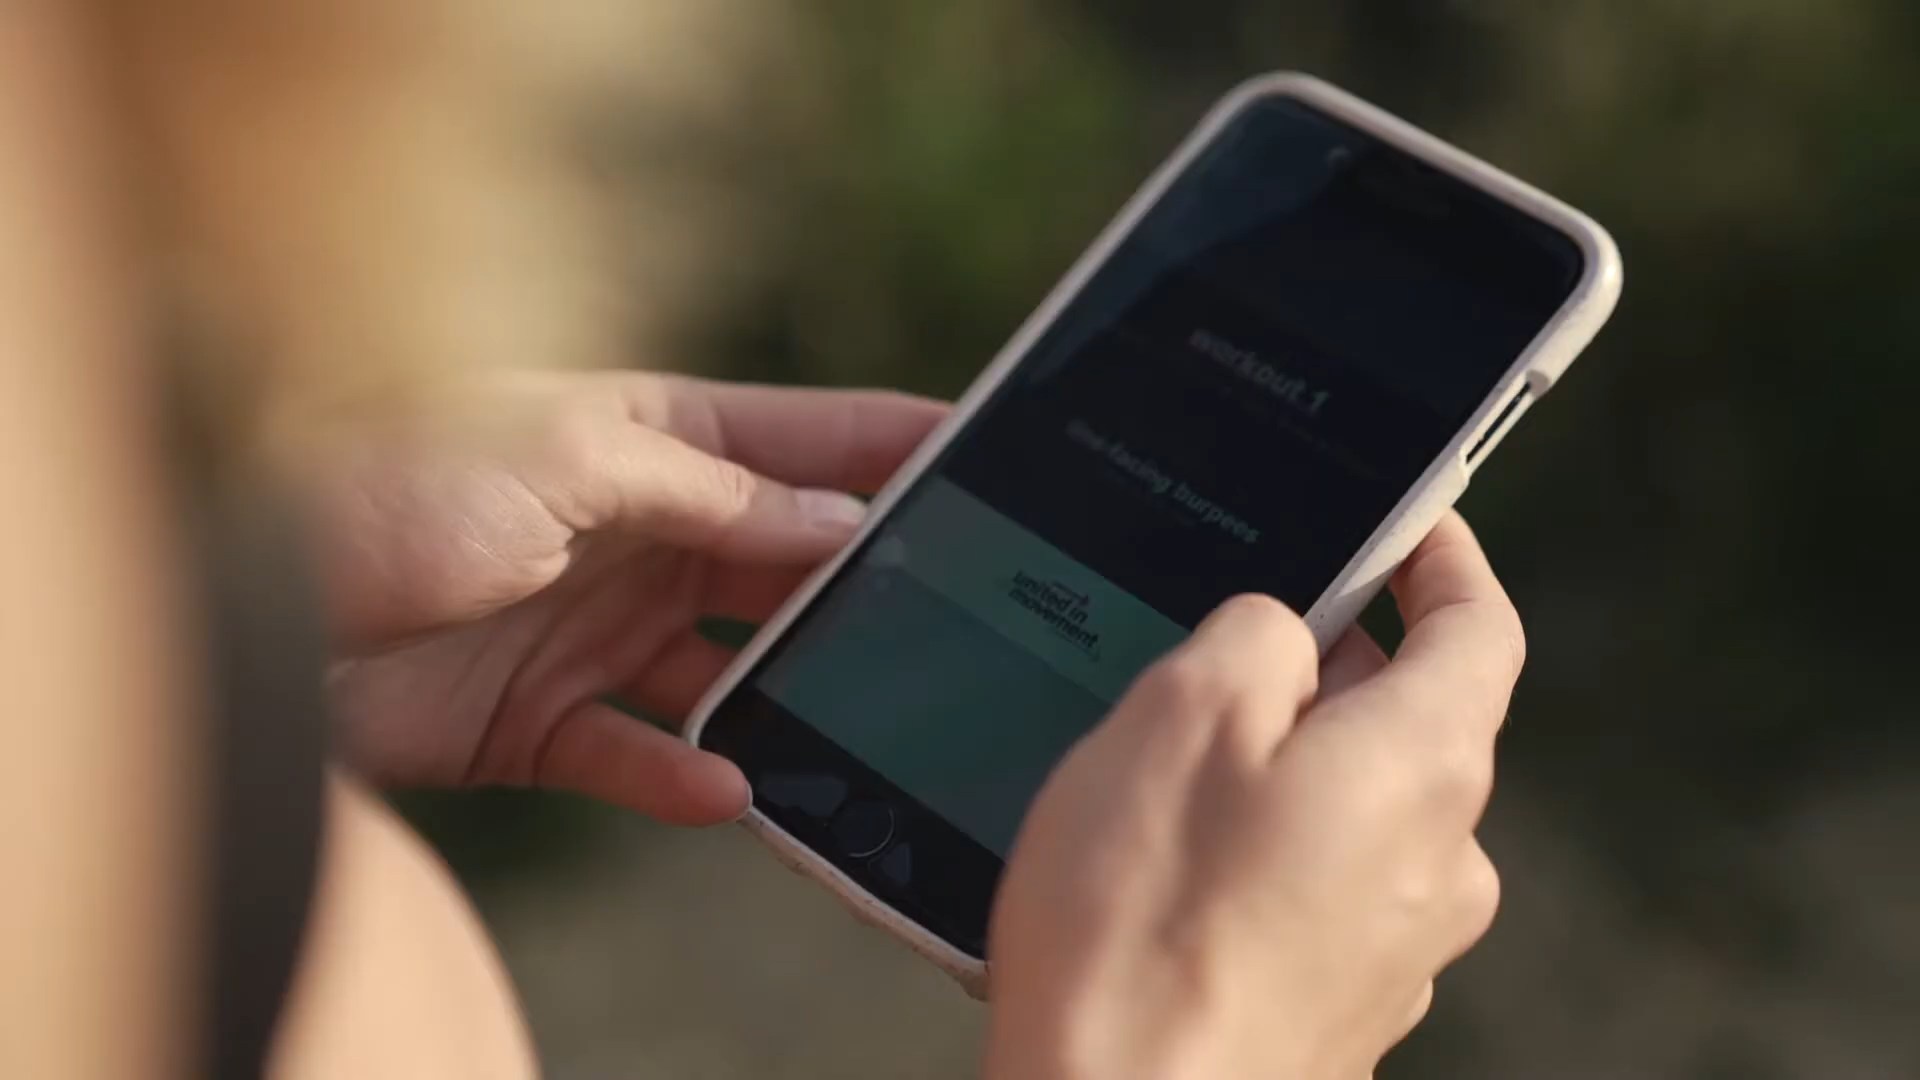 workout 1
line-facing burpees
united in
movement